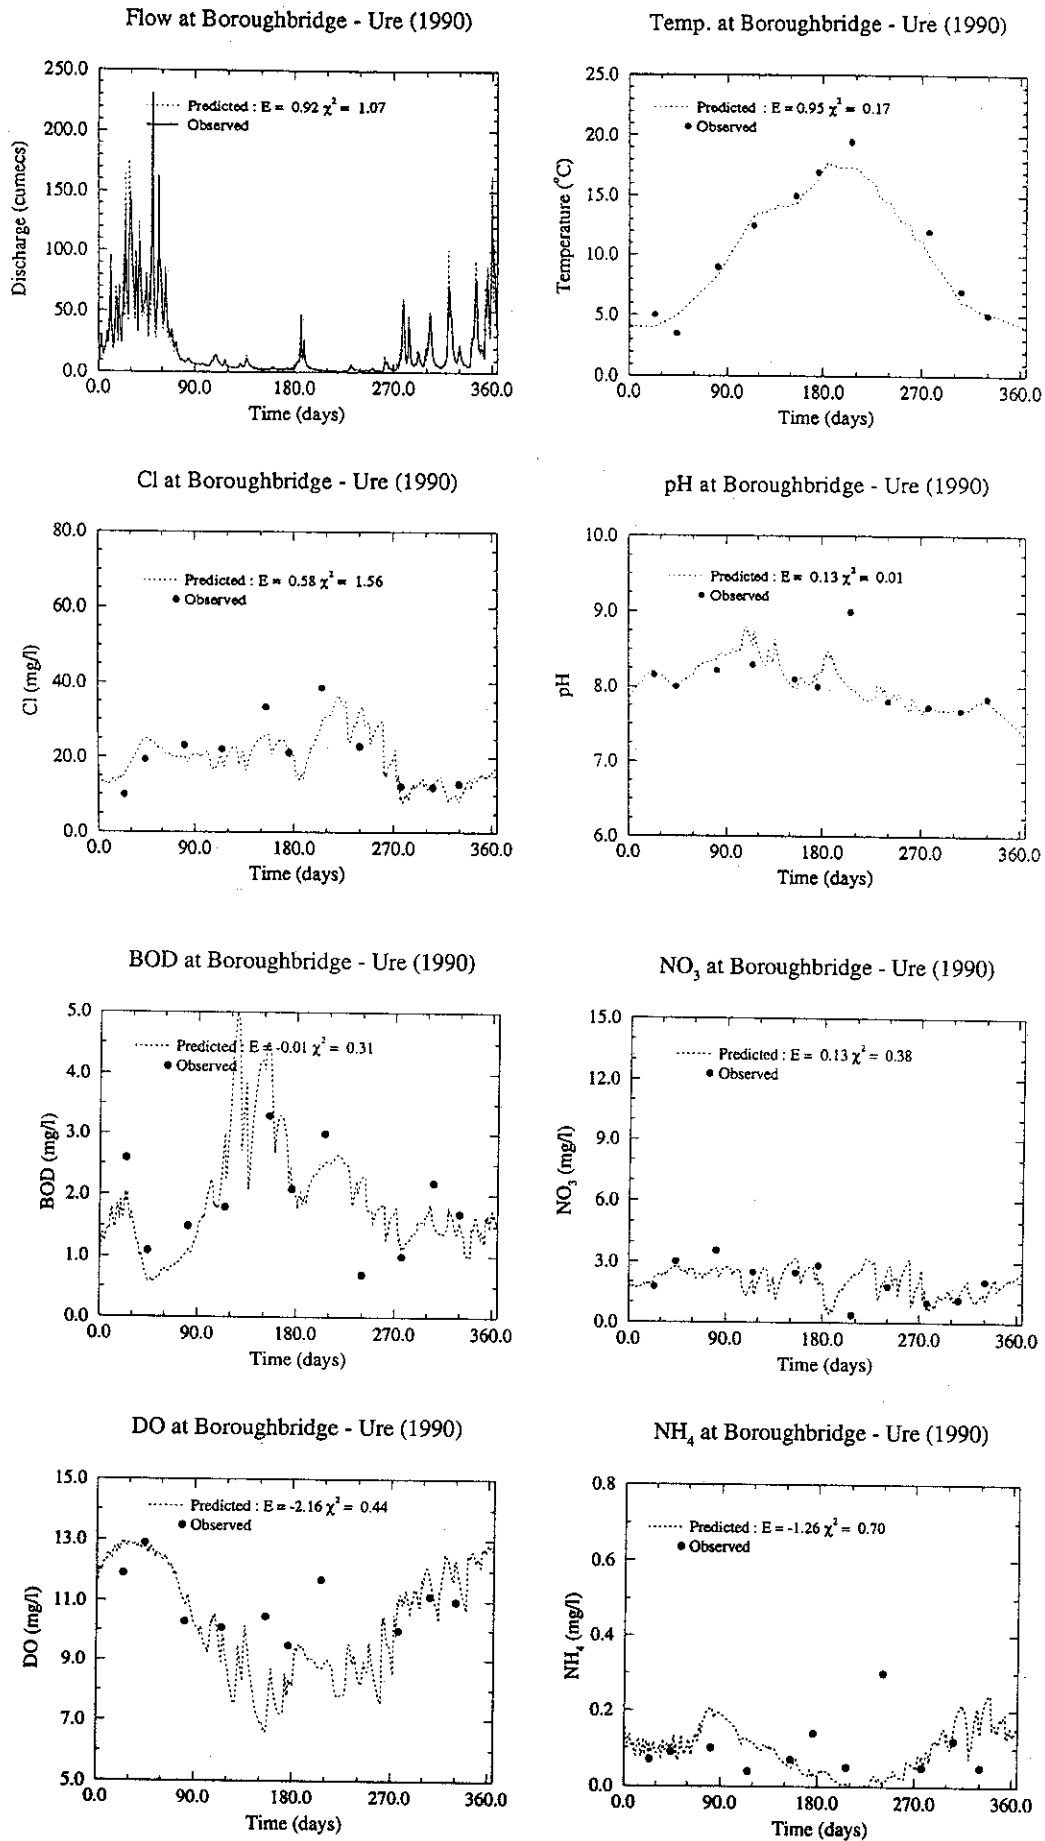 Flow at Boroughbridge - Ure (1990)
250.0
200.0
150.0
100.0
50.0
0.0
Discharge (cumecs)
Predicted : E = 0.92 χ² = 1.07
Observed
0.0 90.0 180.0 270.0 360.0
Time (days)
Temp. at Boroughbridge - Ure (1990)
25.0
20.0
15.0
10.0
5.0
0.0
Temperature (°C)
Predicted : E = 0.95 χ² = 0.17
Observed
0.0 90.0 180.0 270.0 360.0
Time (days)
Cl at Boroughbridge - Ure (1990)
80.0
60.0
40.0
20.0
0.0
Cl (mg/l)
Predicted : E = 0.58 χ² = 1.56
Observed
0.0 90.0 180.0 270.0 360.0
Time (days)
pH at Boroughbridge - Ure (1990)
10.0
9.0
8.0
7.0
6.0
pH
Predicted : E = 0.13 χ² = 0.01
Observed
0.0 90.0 180.0 270.0 360.0
Time (days)
BOD at Boroughbridge - Ure (1990)
5.0
4.0
3.0
2.0
1.0
0.0
BOD (mg/l)
Predicted : E = -0.01 χ² = 0.31
Observed
0.0 90.0 180.0 270.0 360.0
Time (days)
NO₃ at Boroughbridge - Ure (1990)
15.0
12.0
9.0
6.0
3.0
0.0
NO₃ (mg/l)
Predicted : E = 0.13 χ² = 0.38
Observed
0.0 90.0 180.0 270.0 360.0
Time (days)
DO at Boroughbridge - Ure (1990)
15.0
13.0
11.0
9.0
7.0
5.0
DO (mg/l)
Predicted : E = -2.16 χ² = 0.44
Observed
0.0 90.0 180.0 270.0 360.0
Time (days)
NH₄ at Boroughbridge - Ure (1990)
0.8
0.6
0.4
0.2
0.0
NH₄ (mg/l)
Predicted : E = -1.26 χ² = 0.70
Observed
0.0 90.0 180.0 270.0 360.0
Time (days)